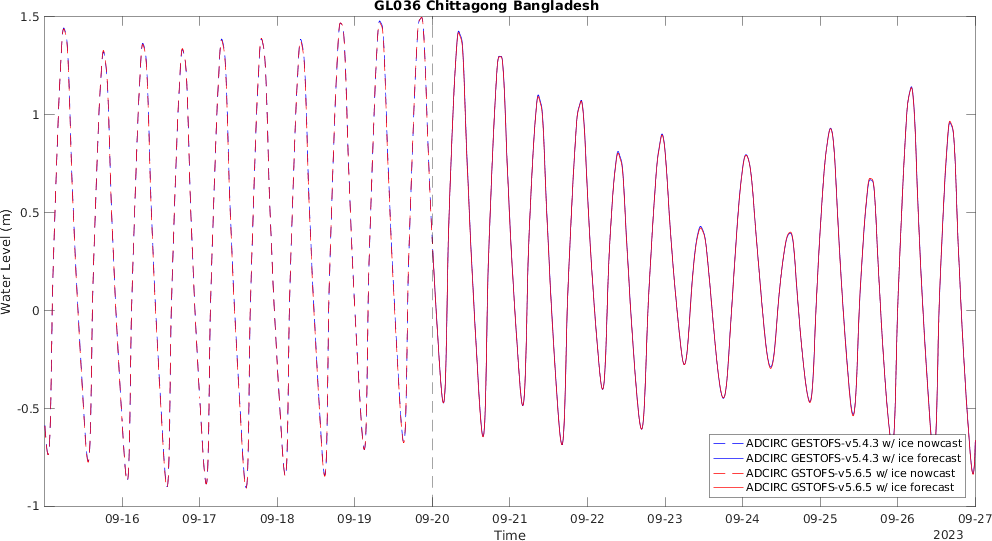 GL036 Chittagong Bangladesh
1.5
1
0.5
0
-0.5
-1
Water Level (m)
ADCIRC GESTOFS-v5.4.3 w/ ice nowcast
ADCIRC GESTOFS-v5.4.3 w/ ice forecast
ADCIRC GSTOFS-v5.6.5 w/ ice nowcast
ADCIRC GSTOFS-v5.6.5 w/ ice forecast
09-16 09-17 09-18 09-19 09-20 09-21 09-22 09-23 09-24 09-25 09-26 09-27
Time
2023